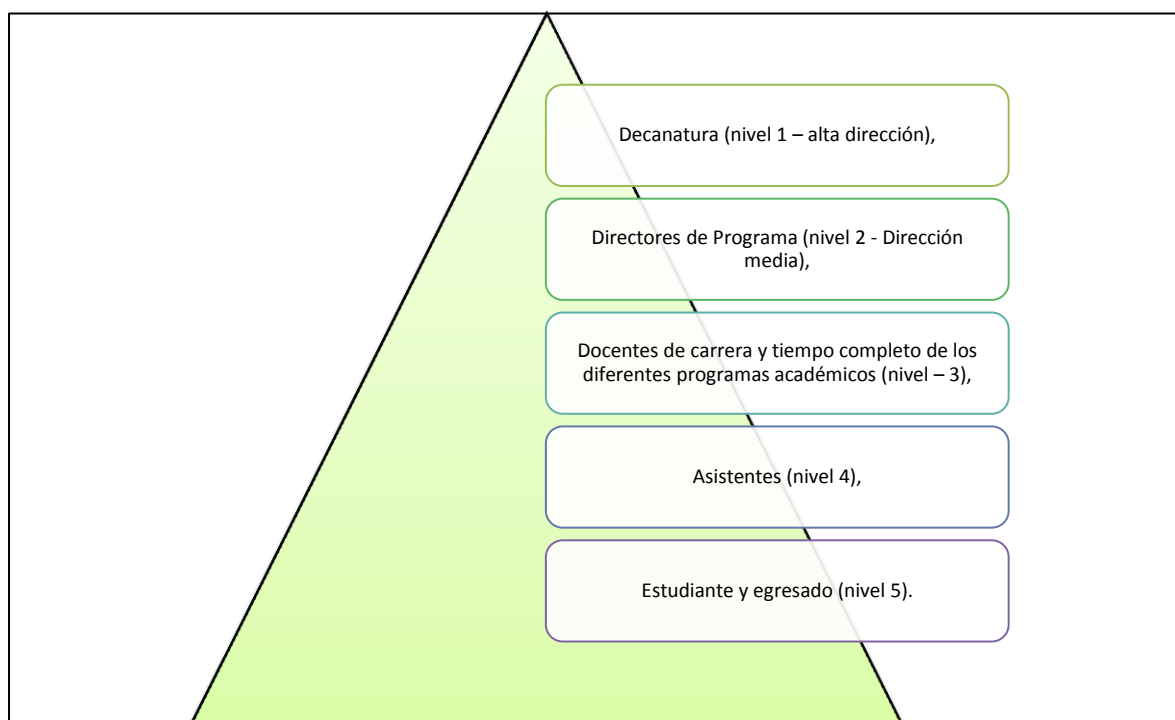 Decanatura (nivel 1 – alta dirección),
Directores de Programa (nivel 2 - Dirección
media),
Docentes de carrera y tiempo completo de los
diferentes programas académicos (nivel – 3),
Asistentes (nivel 4),
Estudiante y egresado (nivel 5).